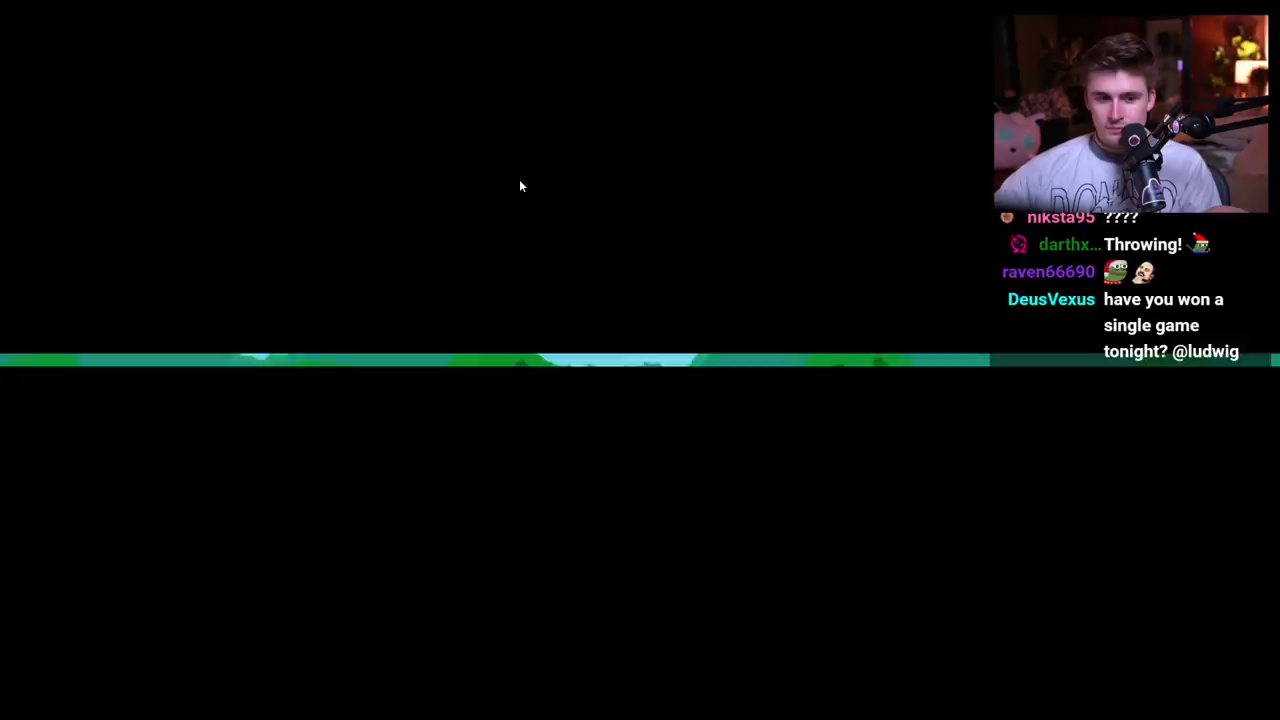 niksta95 ????
darthx… Throwing!
raven66690
DeusVexus have you won a
single game
tonight? @ludwig